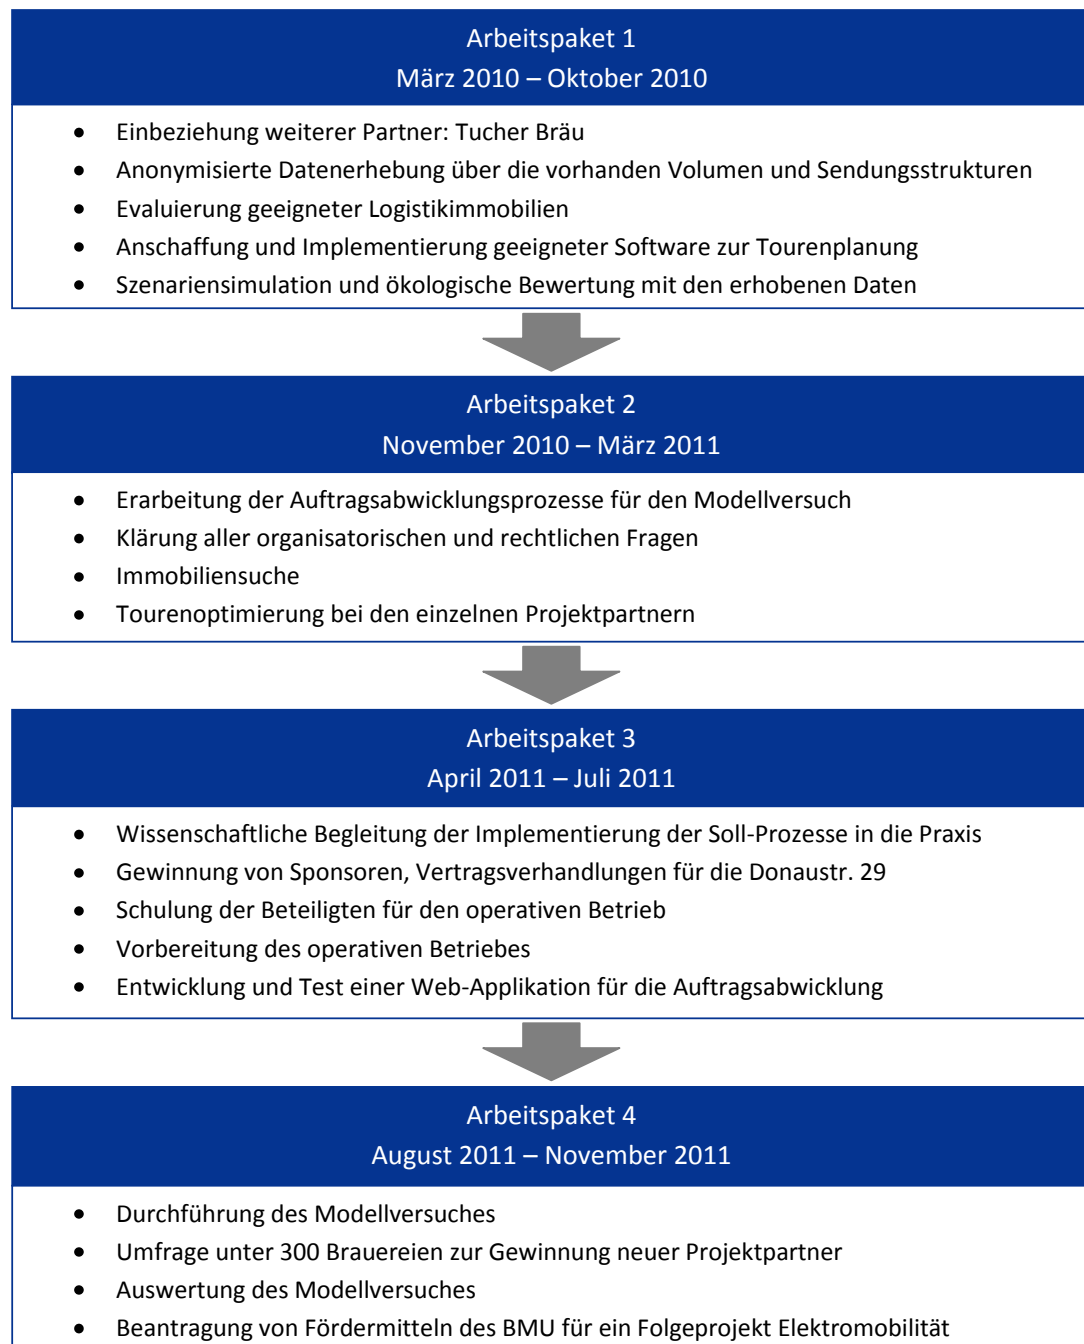 Arbeitspaket 1
März 2010 – Oktober 2010
• Einbeziehung weiterer Partner: Tucher Bräu
• Anonymisierte Datenerhebung über die vorhanden Volumen und Sendungsstrukturen
• Evaluierung geeigneter Logistikimmobilien
• Anschaffung und Implementierung geeigneter Software zur Tourenplanung
• Szenariensimulation und ökologische Bewertung mit den erhobenen Daten
Arbeitspaket 2
November 2010 – März 2011
• Erarbeitung der Auftragsabwicklungsprozesse für den Modellversuch
• Klärung aller organisatorischen und rechtlichen Fragen
• Immobiliensuche
• Tourenoptimierung bei den einzelnen Projektpartnern
Arbeitspaket 3
April 2011 – Juli 2011
• Wissenschaftliche Begleitung der Implementierung der Soll-Prozesse in die Praxis
• Gewinnung von Sponsoren, Vertragsverhandlungen für die Donaustr. 29
• Schulung der Beteiligten für den operativen Betrieb
• Vorbereitung des operativen Betriebes
• Entwicklung und Test einer Web-Applikation für die Auftragsabwicklung
Arbeitspaket 4
August 2011 – November 2011
• Durchführung des Modellversuches
• Umfrage unter 300 Brauereien zur Gewinnung neuer Projektpartner
• Auswertung des Modellversuches
• Beantragung von Fördermitteln des BMU für ein Folgeprojekt Elektromobilität